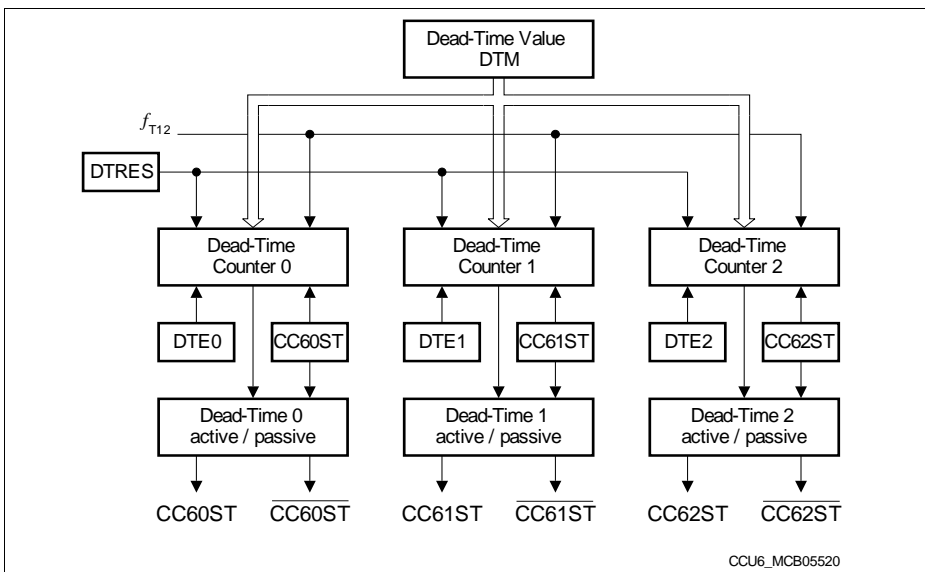 Dead-Time Value
DTM
fT12
DTRES
Dead-Time
Counter 0
Dead-Time
Counter 1
Dead-Time
Counter 2
DTE0
CC60ST
DTE1
CC61ST
DTE2
CC62ST
Dead-Time 0
active / passive
Dead-Time 1
active / passive
Dead-Time 2
active / passive
CC60ST
CC60ST
CC61ST
CC61ST
CC62ST
CC62ST
CCU6_MCB05520